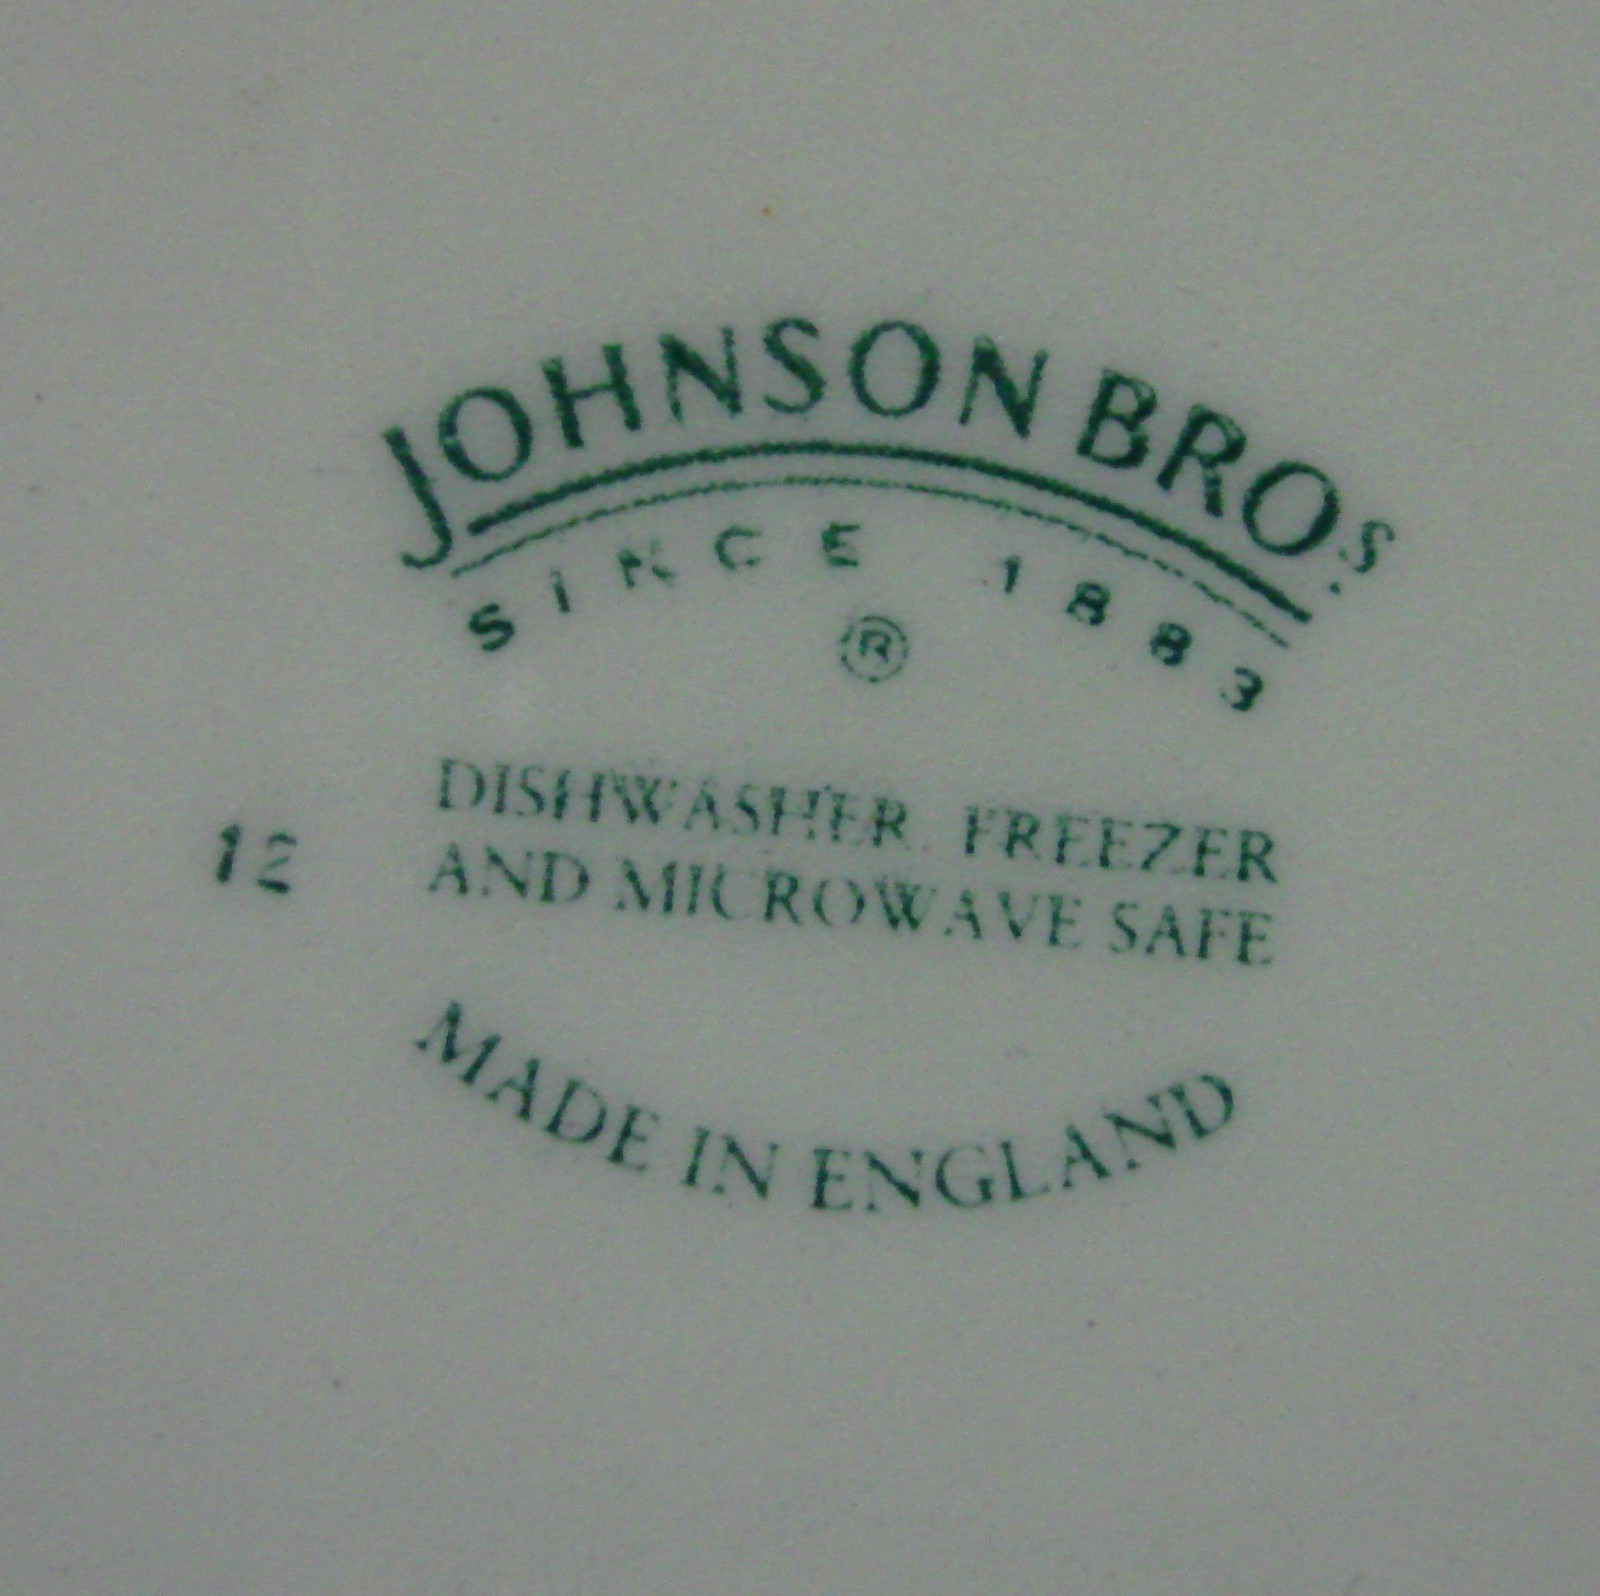 JOHNSON BROS.
SINCE 1883
®
DISHWASHER FREEZER
12
AND MICROWAVE SAFE
MADE IN ENGLAND